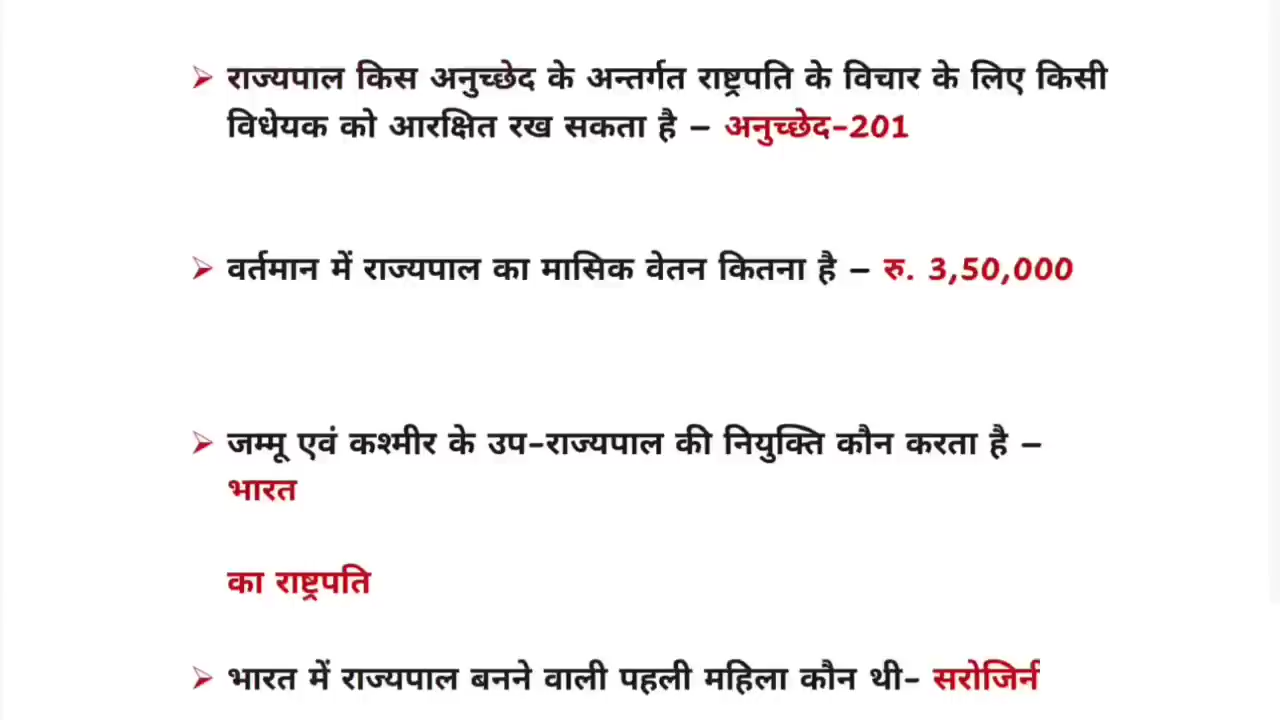 ➢ राज्यपाल किस अनुच्छेद के अन्तर्गत राष्ट्रपति के विचार के लिए किसी
विधेयक को आरक्षित रख सकता है – अनुच्छेद-201
➢ वर्तमान में राज्यपाल का मासिक वेतन कितना है – रु. 3,50,000
➢ जम्मू एवं कश्मीर के उप-राज्यपाल की नियुक्ति कौन करता है –
भारत
का राष्ट्रपति
➢ भारत में राज्यपाल बनने वाली पहली महिला कौन थी-